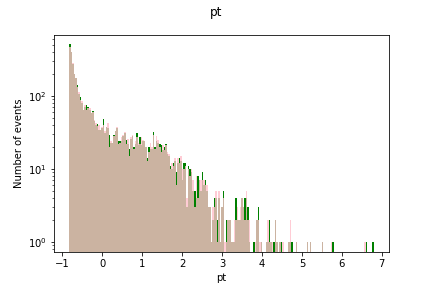 pt
Number of events
10²
10¹
10⁰
−1 0 1 2 3 4 5 6 7
pt